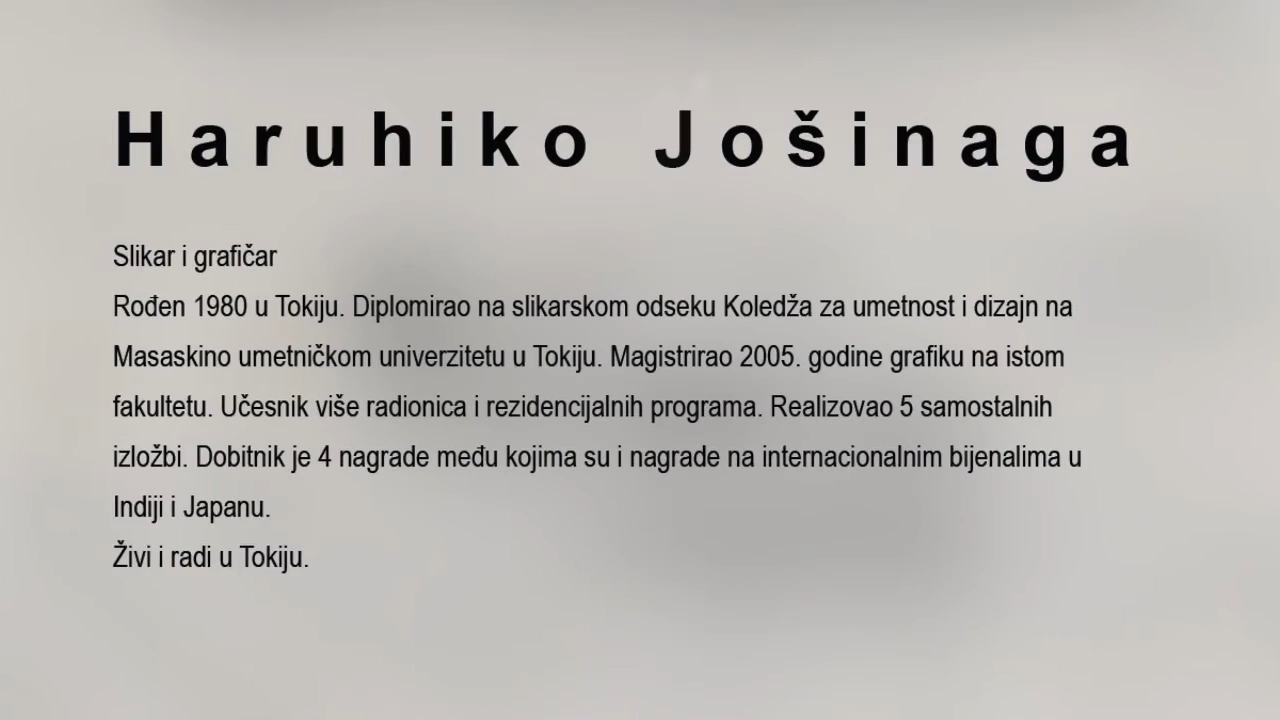 Haruhiko Jošinaga
Slikar i grafičar
Rođen 1980 u Tokiju. Diplomirao na slikarskom odseku Koledža za umetnost i dizajn na
Masaskino umetničkom univerzitetu u Tokiju. Magistrirao 2005. godine grafiku na istom
fakultetu. Učesnik više radionica i rezidencijalnih programa. Realizovao 5 samostalnih
izložbi. Dobitnik je 4 nagrade među kojima su i nagrade na internacionalnim bijenalima u
Indiji i Japanu.
Živi i radi u Tokiju.